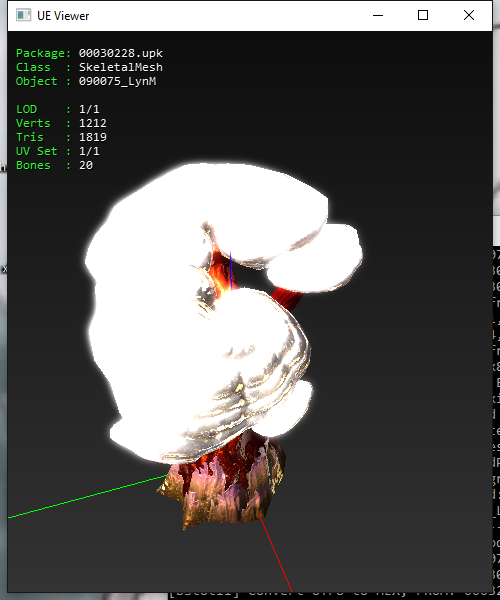 UE Viewer
Package: 00030228.upk
Class : SkeletalMesh
Object : 090075_LynM
LOD : 1/1
Verts : 1212
Tris : 1819
UV Set : 1/1
Bones : 20